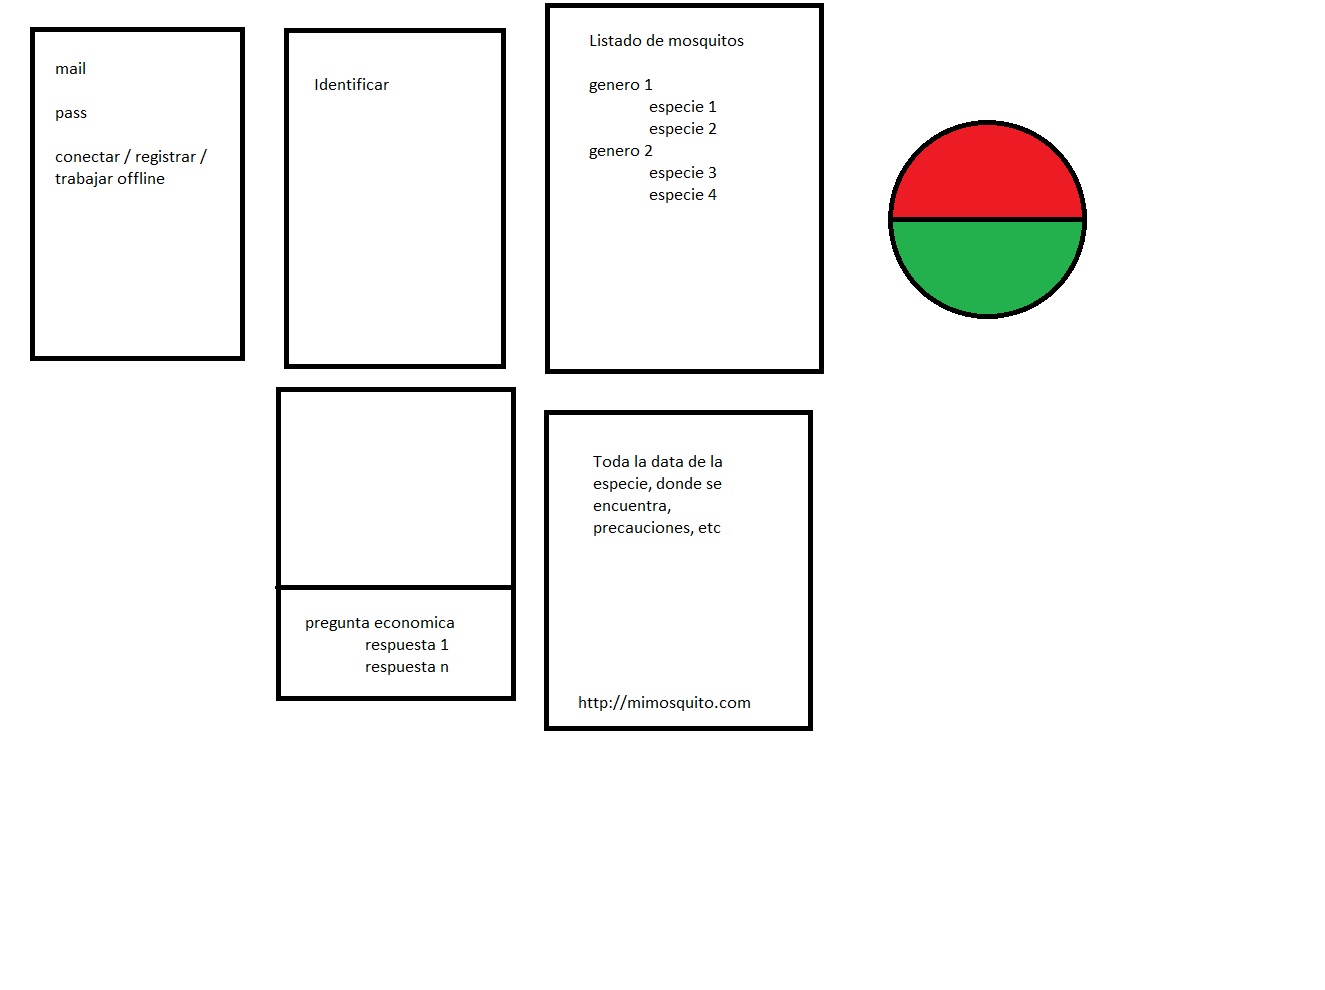 mail
pass
conectar / registrar /
trabajar offline
Identificar
Listado de mosquitos
genero 1
especie 1
especie 2
genero 2
especie 3
especie 4
pregunta economica
respuesta 1
respuesta n
Toda la data de la
especie, donde se
encuentra,
precauciones, etc
http://mimosquito.com